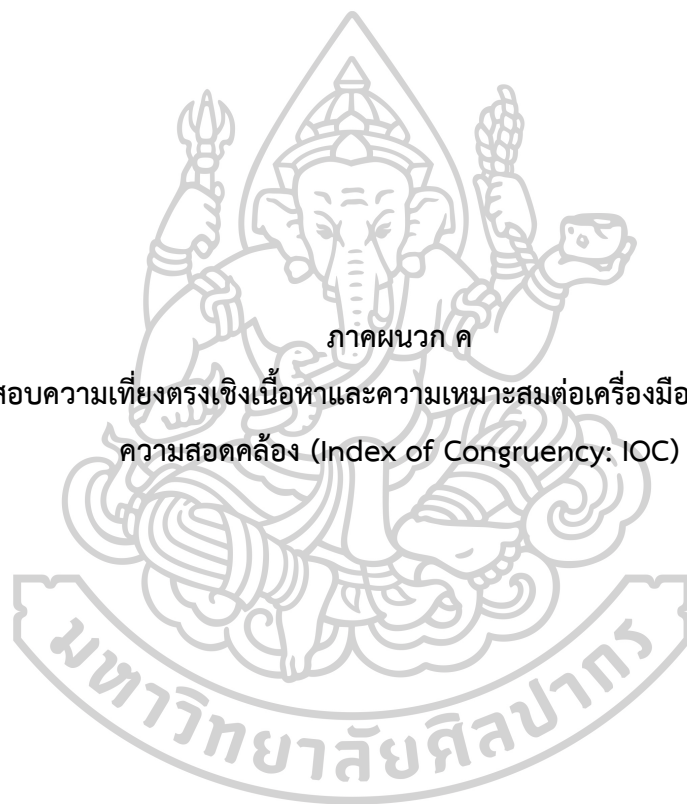 ภาคผนวก ค
สอบความเที่ยงตรงเชิงเนื้อหาและความเหมาะสมต่อเครื่องมือ
ความสอดคล้อง (Index of Congruency: IOC)
มหาวิทยาลัยศิลปากร